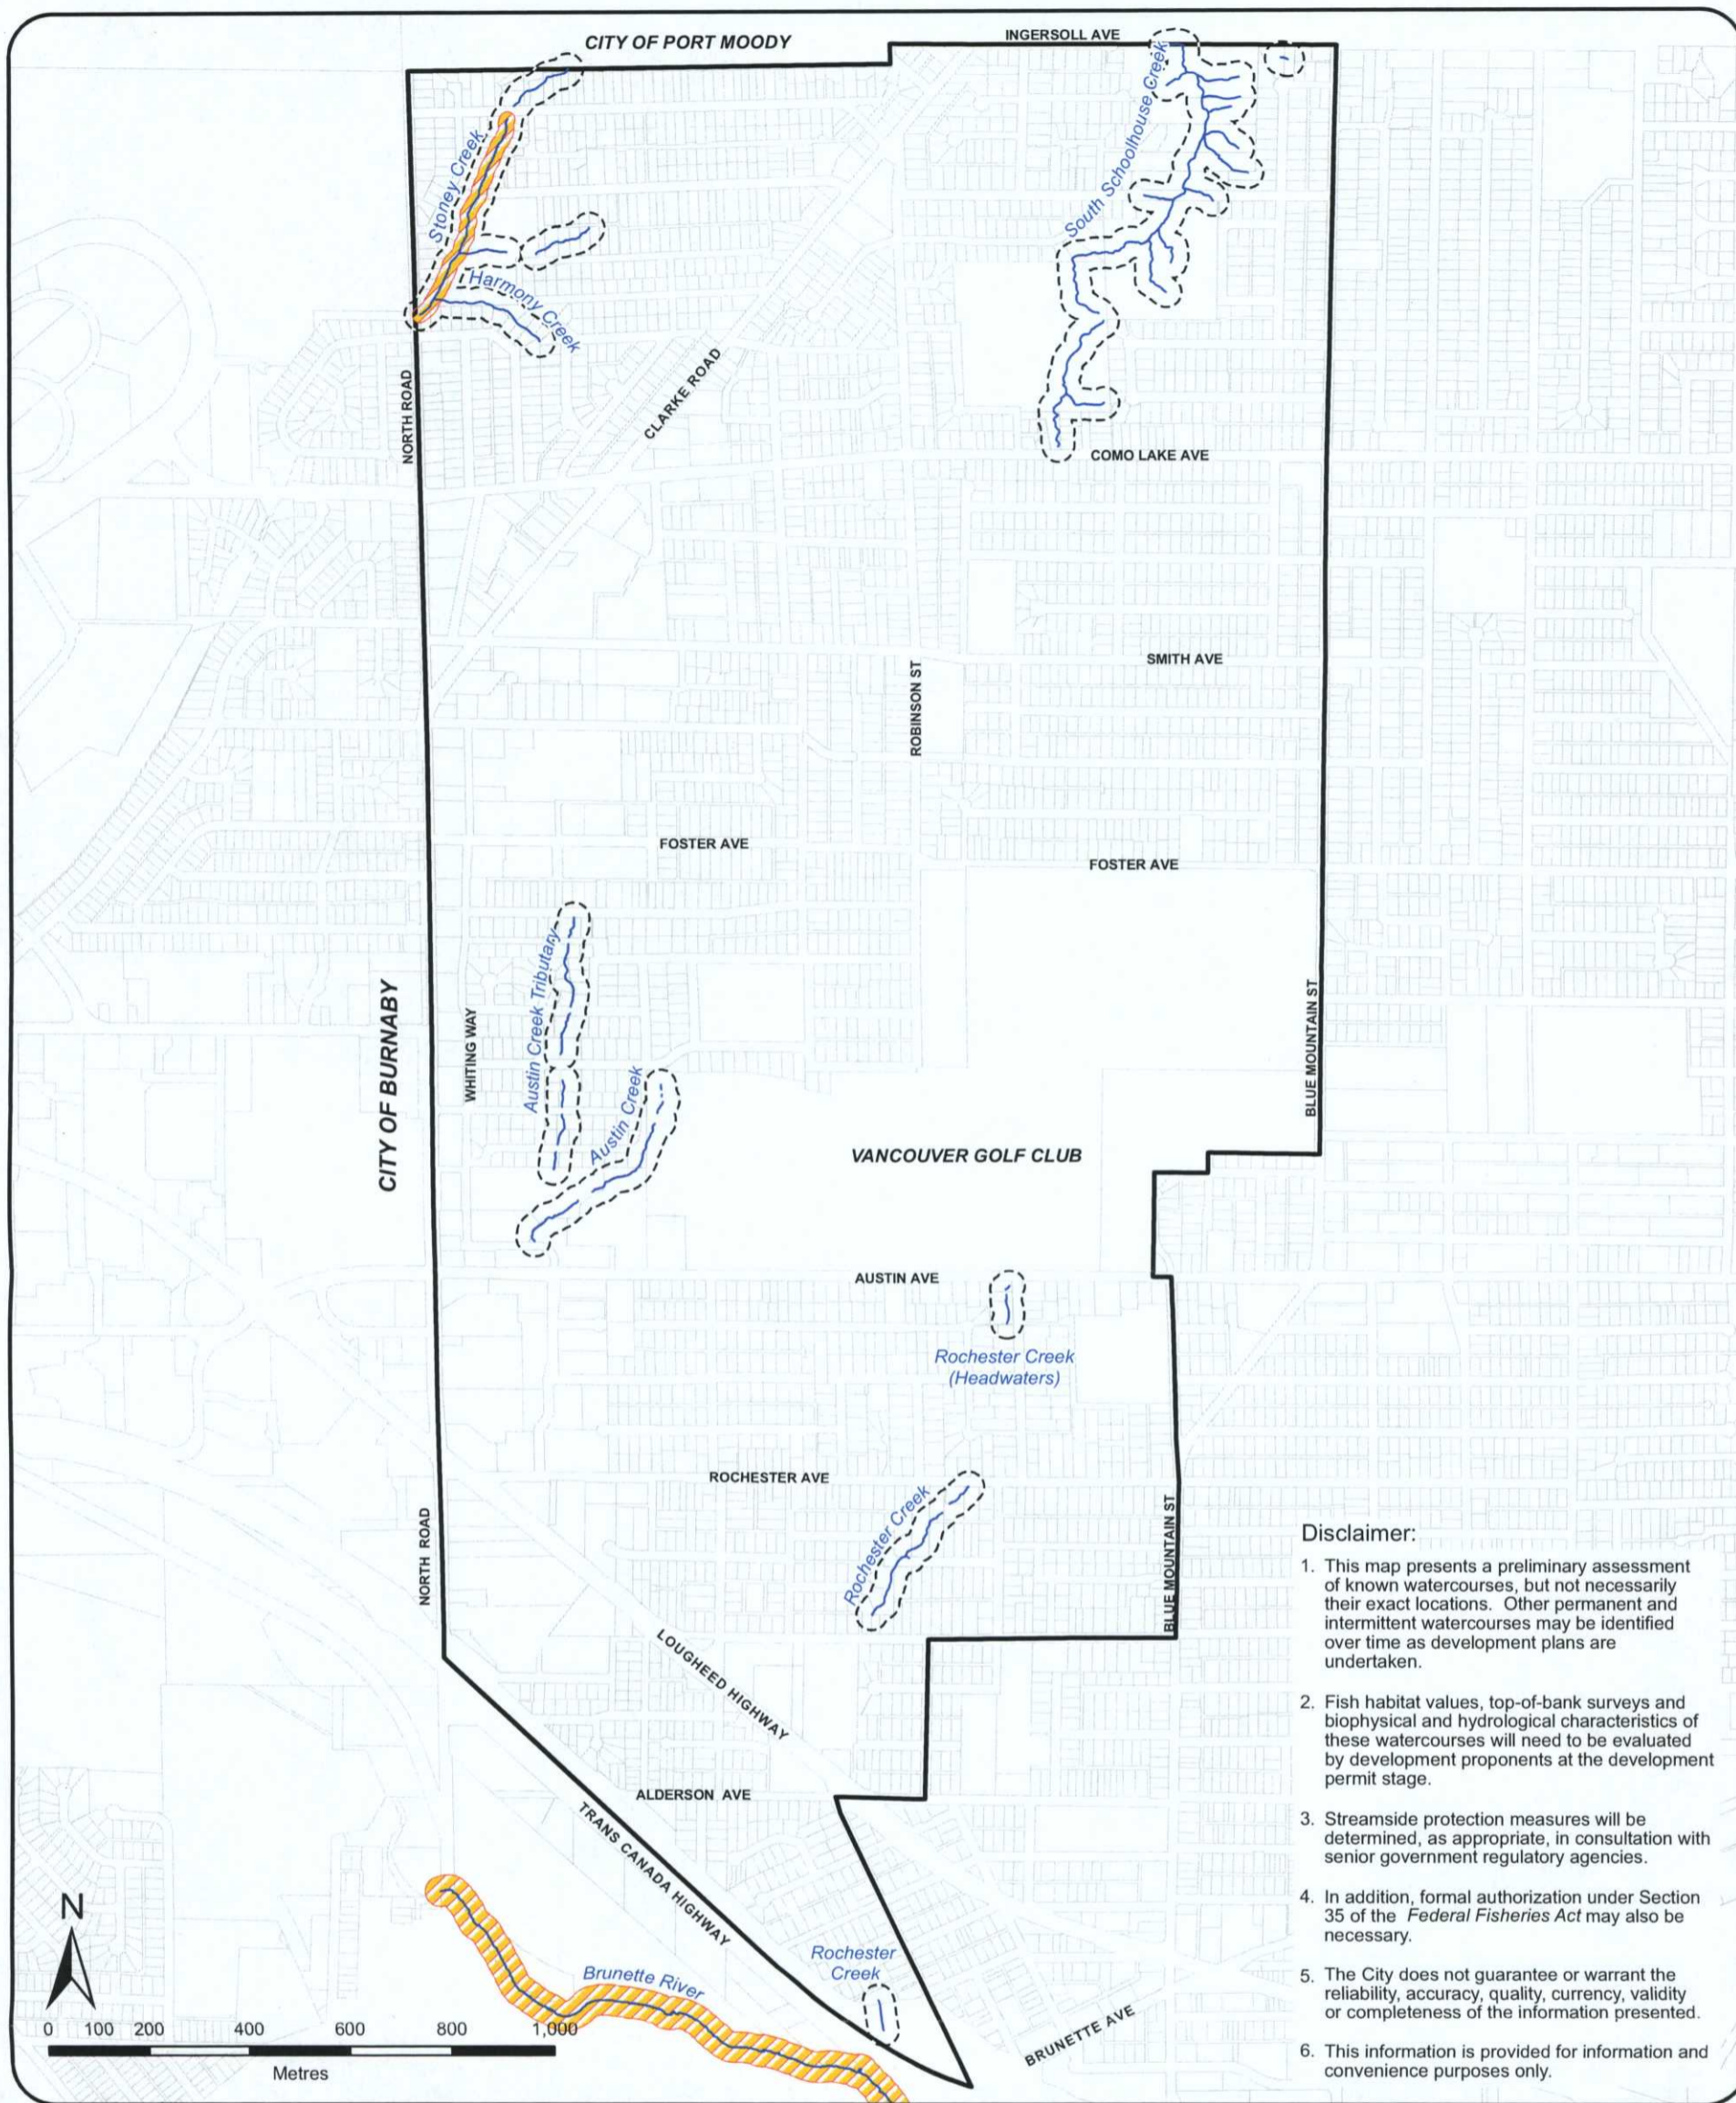 CITY OF PORT MOODY
INGERSOLL AVE
Stoney Creek
South Schoolhouse Creek
Harmony Creek
NORTH ROAD
CLARKE ROAD
COMO LAKE AVE
ROBINSON ST
SMITH AVE
FOSTER AVE
FOSTER AVE
CITY OF BURNABY
WHITING WAY
Austin Creek Tributary
Austin Creek
BLUE MOUNTAIN ST
VANCOUVER GOLF CLUB
AUSTIN AVE
Rochester Creek
(Headwaters)
ROCHESTER AVE
NORTH ROAD
Rochester Creek
BLUE MOUNTAIN ST
LOUGHEED HIGHWAY
ALDERSON AVE
TRANS CANADA HIGHWAY
Rochester
Creek
Brunette River
BRUNETTE AVE
N
0 100 200 400 600 800 1,000
Metres
Disclaimer:
1. This map presents a preliminary assessment
of known watercourses, but not necessarily
their exact locations. Other permanent and
intermittent watercourses may be identified
over time as development plans are
undertaken.
2. Fish habitat values, top-of-bank surveys and
biophysical and hydrological characteristics of
these watercourses will need to be evaluated
by development proponents at the development
permit stage.
3. Streamside protection measures will be
determined, as appropriate, in consultation with
senior government regulatory agencies.
4. In addition, formal authorization under Section
35 of the Federal Fisheries Act may also be
necessary.
5. The City does not guarantee or warrant the
reliability, accuracy, quality, currency, validity
or completeness of the information presented.
6. This information is provided for information and
convenience purposes only.